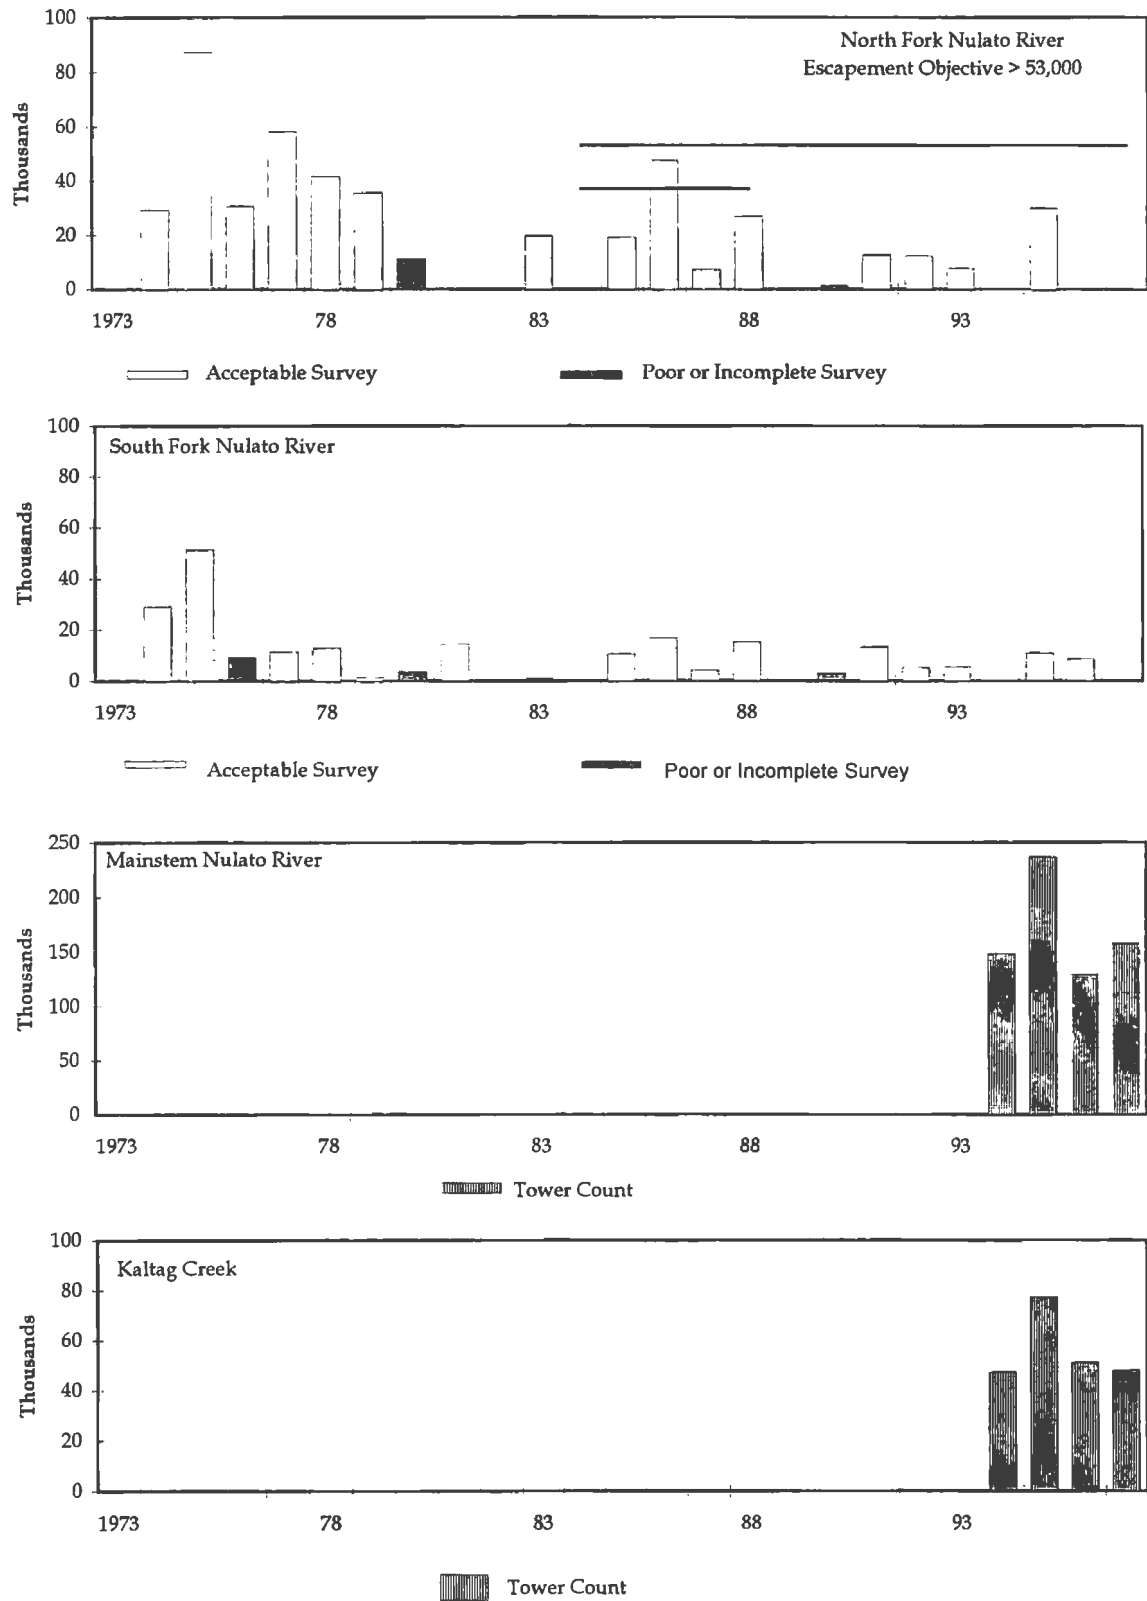 North Fork Nulato River
Escapement Objective > 53,000
Thousands
100
80
60
40
20
0
1973 78 83 88 93
Acceptable Survey Poor or Incomplete Survey
South Fork Nulato River
Thousands
100
80
60
40
20
0
1973 78 83 88 93
Acceptable Survey Poor or Incomplete Survey
Mainstem Nulato River
Thousands
250
200
150
100
50
0
1973 78 83 88 93
Tower Count
Kaltag Creek
Thousands
100
80
60
40
20
0
1973 78 83 88 93
Tower Count